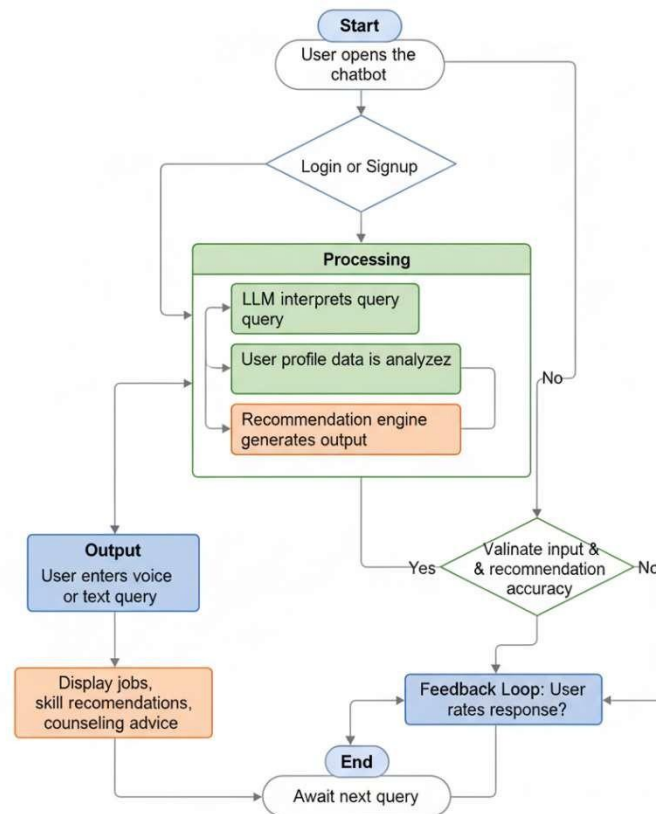 Start
User opens the
chatbot
Login or Signup
Processing
LLM interprets query
query
User profile data is analyzez
Recommendation engine
generates output
No
Output
User enters voice
or text query
Yes
Valinate input &
& recomnendation
accuracy
No
Display jobs,
skill recomendations,
counseling advice
Feedback Loop: User
rates response?
End
Await next query